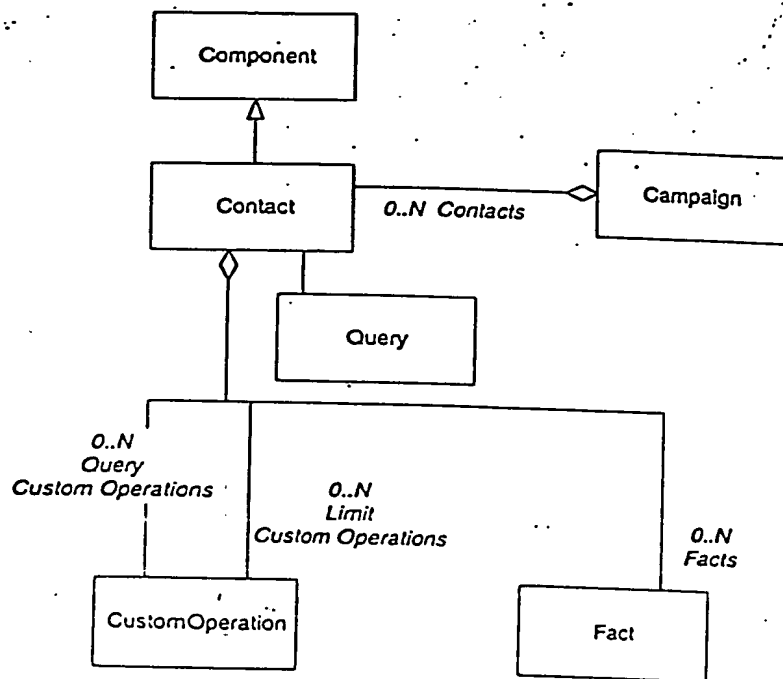 Component
Contact
0..N Contacts
Campaign
Query
0..N
Query
Custom Operations
0..N
Limit
Custom Operations
0..N
Facts
CustomOperation
Fact